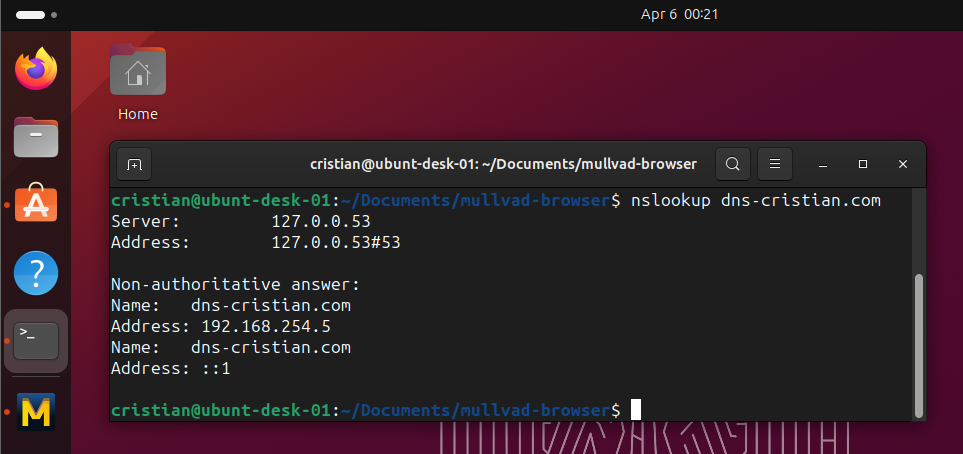 Apr 6 00:21
Home
cristian@ubunt-desk-01: ~/Documents/mullvad-browser
cristian@ubunt-desk-01:~/Documents/mullvad-browser$ nslookup dns-cristian.com
Server:         127.0.0.53
Address:        127.0.0.53#53
Non-authoritative answer:
Name:   dns-cristian.com
Address: 192.168.254.5
Name:   dns-cristian.com
Address: ::1
cristian@ubunt-desk-01:~/Documents/mullvad-browser$